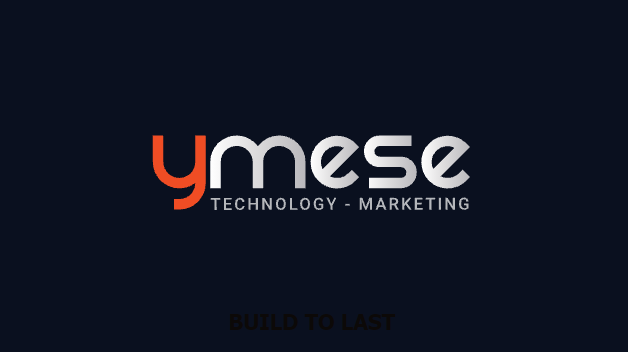 ymese
TECHNOLOGY - MARKETING
BUILD TO LAST